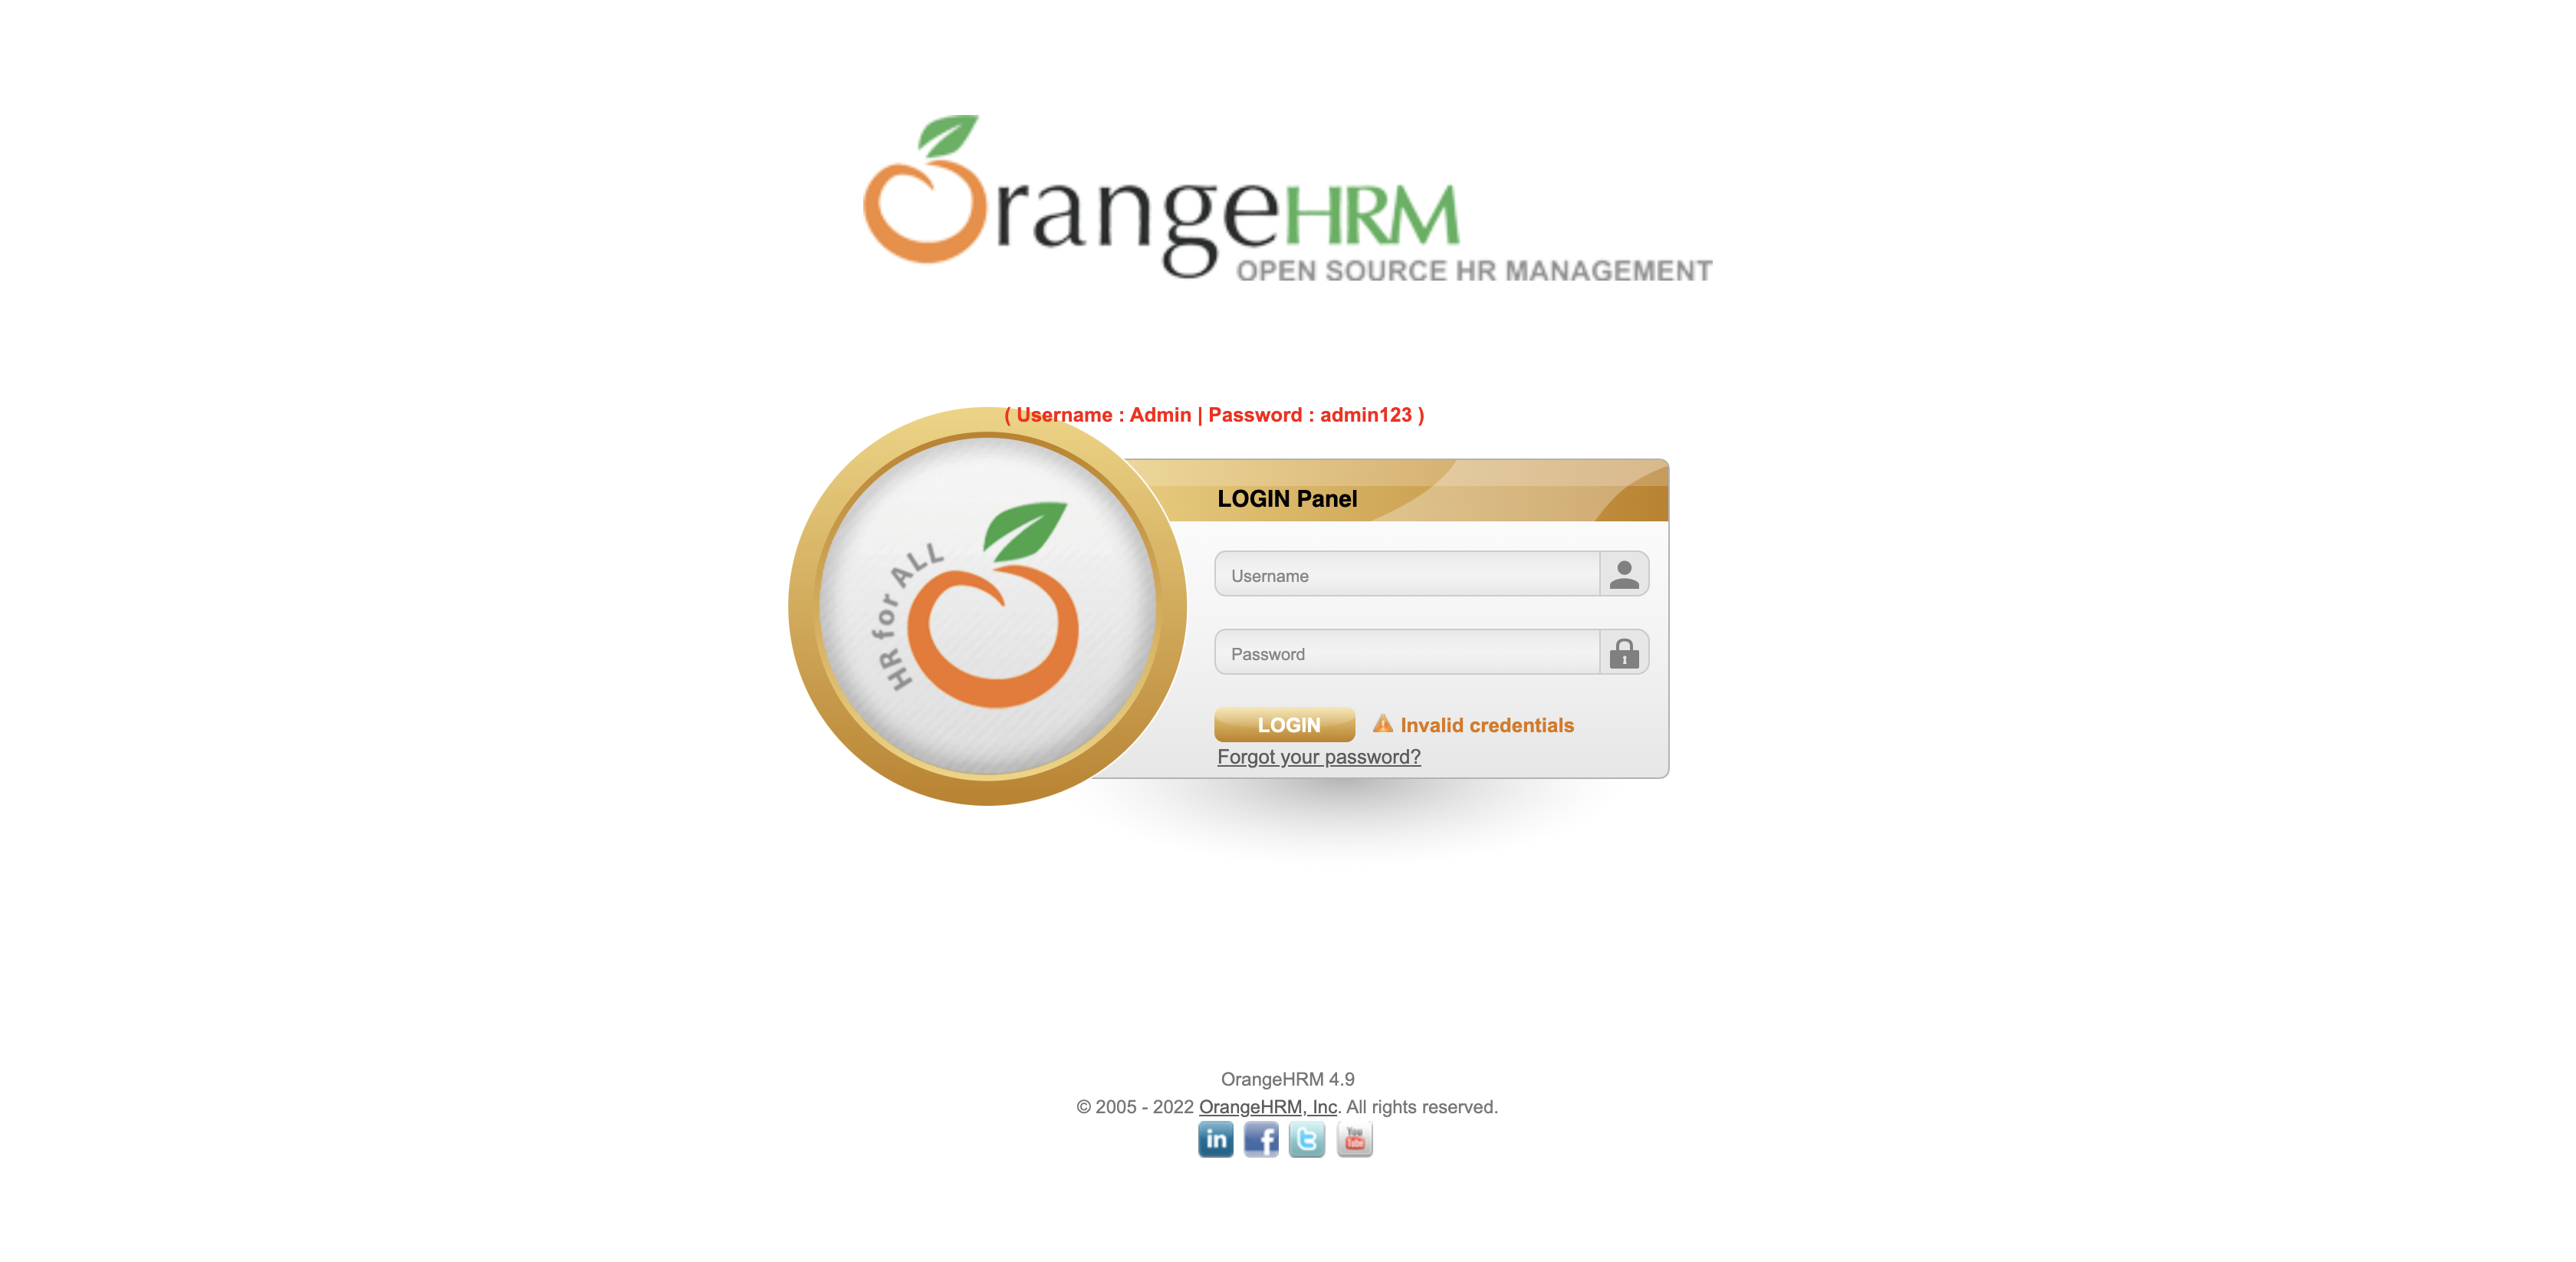 OrangeHRM
OPEN SOURCE HR MANAGEMENT
( Username : Admin | Password : admin123 )
HR for ALL
LOGIN Panel
Username
Password
LOGIN Invalid credentials
Forgot your password?
OrangeHRM 4.9
© 2005 - 2022 OrangeHRM, Inc. All rights reserved.
in f t You Tube